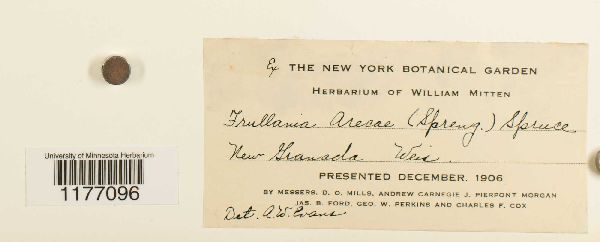 Ex THE NEW YORK BOTANICAL GARDEN
HERBARIUM OF WILLIAM MITTEN
Frullania Arecae (Spreng.) Spruce
New Granada Weir.
PRESENTED DECEMBER, 1906
BY MESSERS. D. O. MILLS, ANDREW CARNEGIE J. PIERPONT MORGAN
JAS. B. FORD, GEO. W. PERKINS AND CHARLES F. COX
Det. A.W. Evans
University of Minnesota Herbarium
1177096